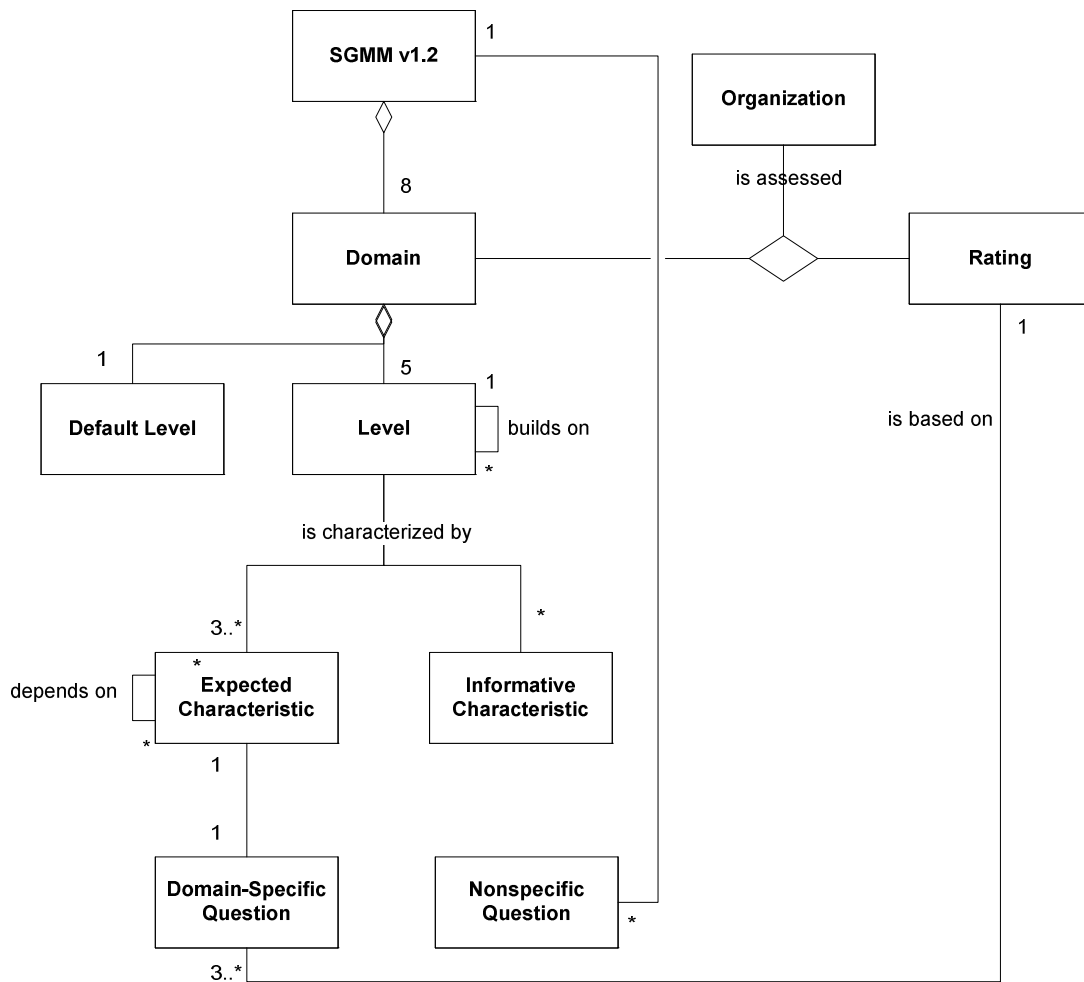 1
SGMM v1.2
Organization
is assessed
8
Domain
Rating
1
1
5
1
Default Level
Level
builds on
is based on
*
is characterized by
3..*
*
*
depends on
Expected
Characteristic
Informative
Characteristic
*
1
1
Domain-Specific
Question
Nonspecific
Question
*
3..*